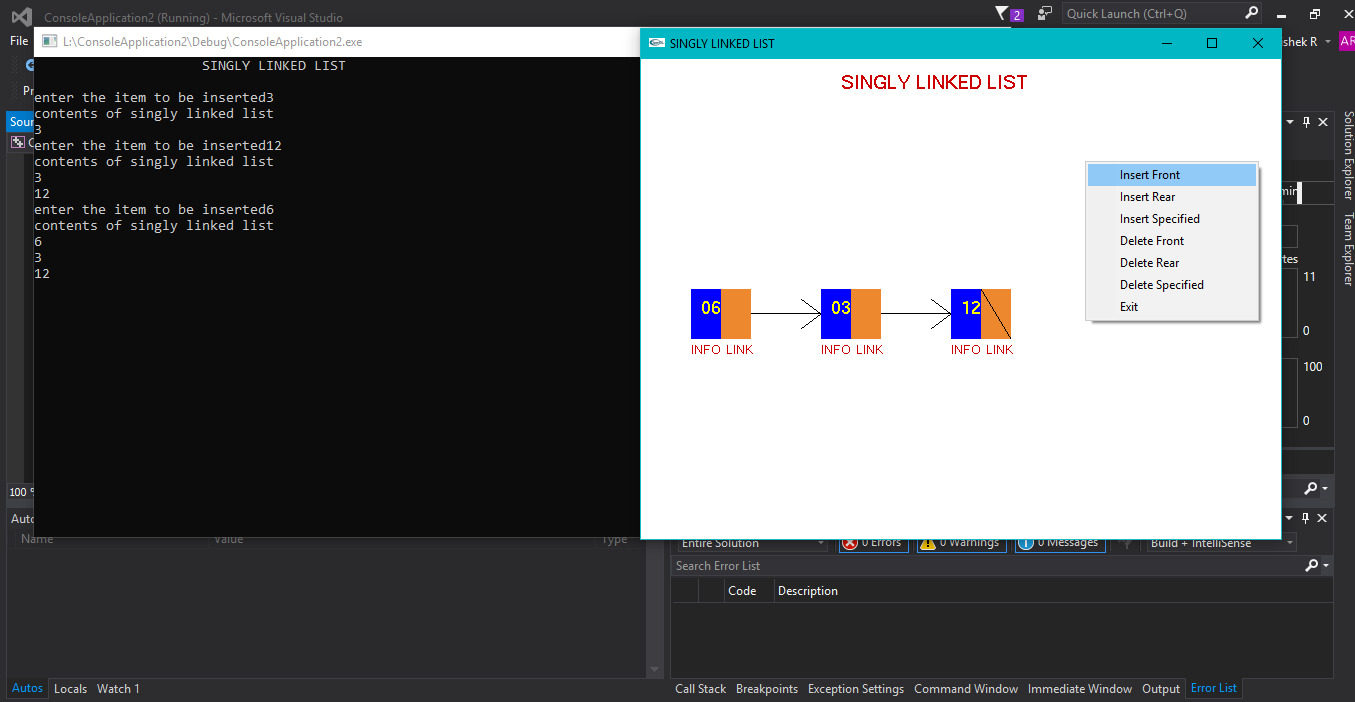 ConsoleApplication2 (Running) - Microsoft Visual Studio
2
Quick Launch (Ctrl+Q)
File
shek R
AR
L:\ConsoleApplication2\Debug\ConsoleApplication2.exe
SINGLY LINKED LIST
enter the item to be inserted3
contents of singly linked list
3
enter the item to be inserted12
contents of singly linked list
3
12
enter the item to be inserted6
contents of singly linked list
6
3
12
SINGLY LINKED LIST
SINGLY LINKED LIST
Insert Front
Insert Rear
Insert Specified
Delete Front
Delete Rear
Delete Specified
Exit
06 03 12
INFO LINK INFO LINK INFO LINK
Solution Explorer
Team Explorer
11
0
100
0
100 %
Name Value Type
Entire Solution 0 Errors 0 Warnings 0 Messages Build + IntelliSense
Search Error List
Code Description
Autos Locals Watch 1
Call Stack Breakpoints Exception Settings Command Window Immediate Window Output Error List